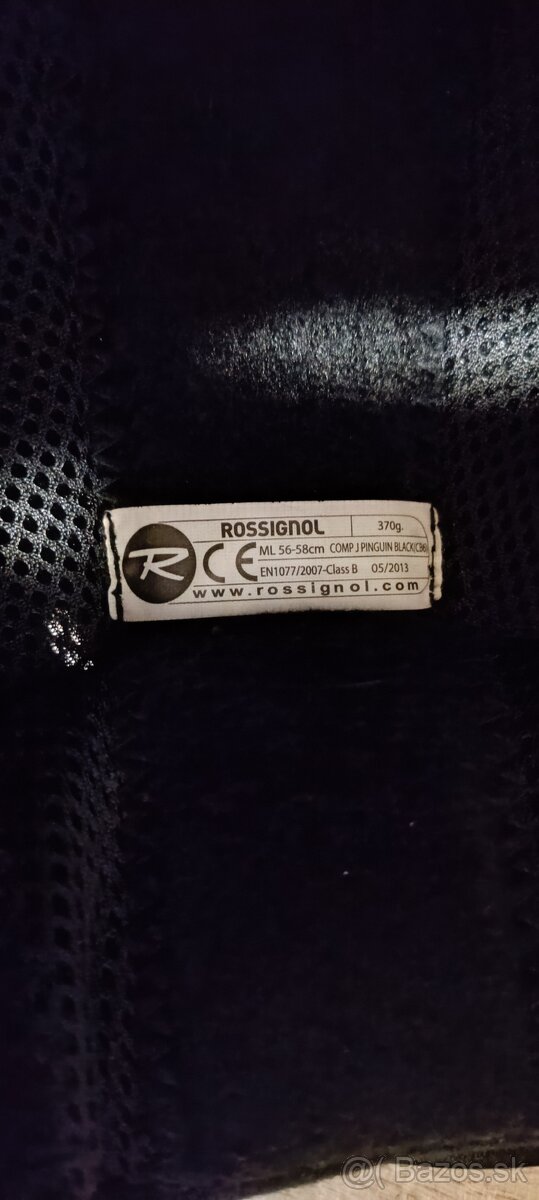 ROSSIGNOL 370g.
R CE ML 56-58cm COMP J PINGUIN BLACK(CB6)
EN1077/2007-Class B 05/2013
www.rossignol.com
@( Bazos.sk